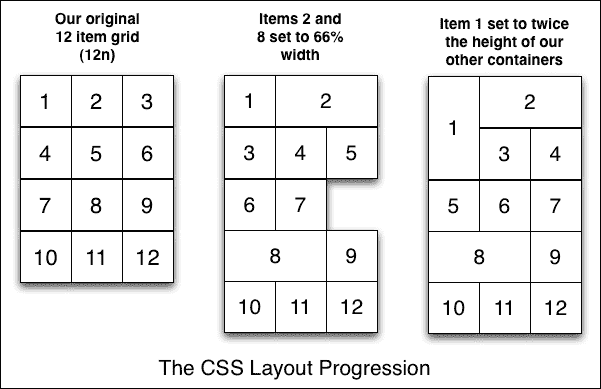 Our original
12 item grid
(12n)
1 2 3
4 5 6
7 8 9
10 11 12
Items 2 and
8 set to 66%
width
1 2
3 4 5
6 7
8 9
10 11 12
Item 1 set to twice
the height of our
other containers
1 2
3 4
5 6 7
8 9
10 11 12
The CSS Layout Progression